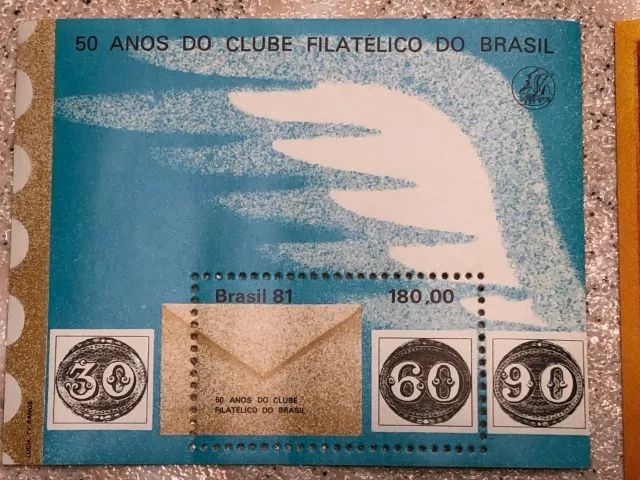 50 ANOS DO CLUBE FILATÉLICO DO BRASIL
Brasil 81
180,00
50 ANOS DO CLUBE
FILATÉLICO DO BRASIL
30
60
90